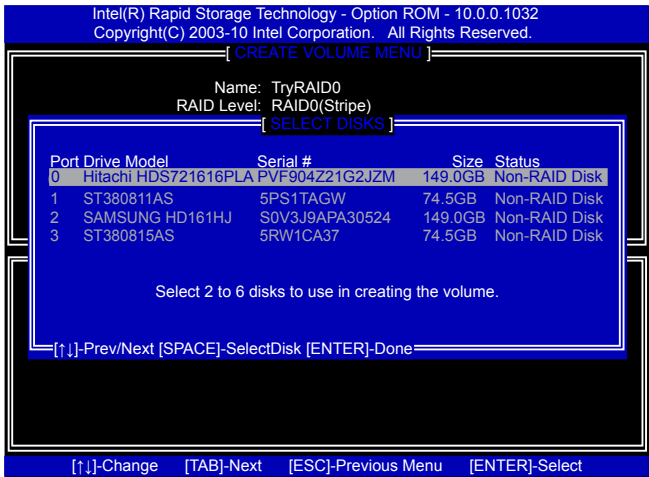 Intel(R) Rapid Storage Technology - Option ROM - 10.0.0.1032
Copyright(C) 2003-10 Intel Corporation.   All Rights Reserved.
[ CREATE VOLUME MENU ]
Name: TryRAID0
RAID Level: RAID0(Stripe)
[ SELECT DISKS ]
Port Drive Model Serial # Size Status
0 Hitachi HDS721616PLA PVF904Z21G2JZM 149.0GB Non-RAID Disk
1 ST380811AS 5PS1TAGW 74.5GB Non-RAID Disk
2 SAMSUNG HD161HJ S0V3J9APA30524 149.0GB Non-RAID Disk
3 ST380815AS 5RW1CA37 74.5GB Non-RAID Disk
Select 2 to 6 disks to use in creating the volume.
[↑↓]-Prev/Next [SPACE]-SelectDisk [ENTER]-Done
[↑↓]-Change [TAB]-Next [ESC]-Previous Menu [ENTER]-Select